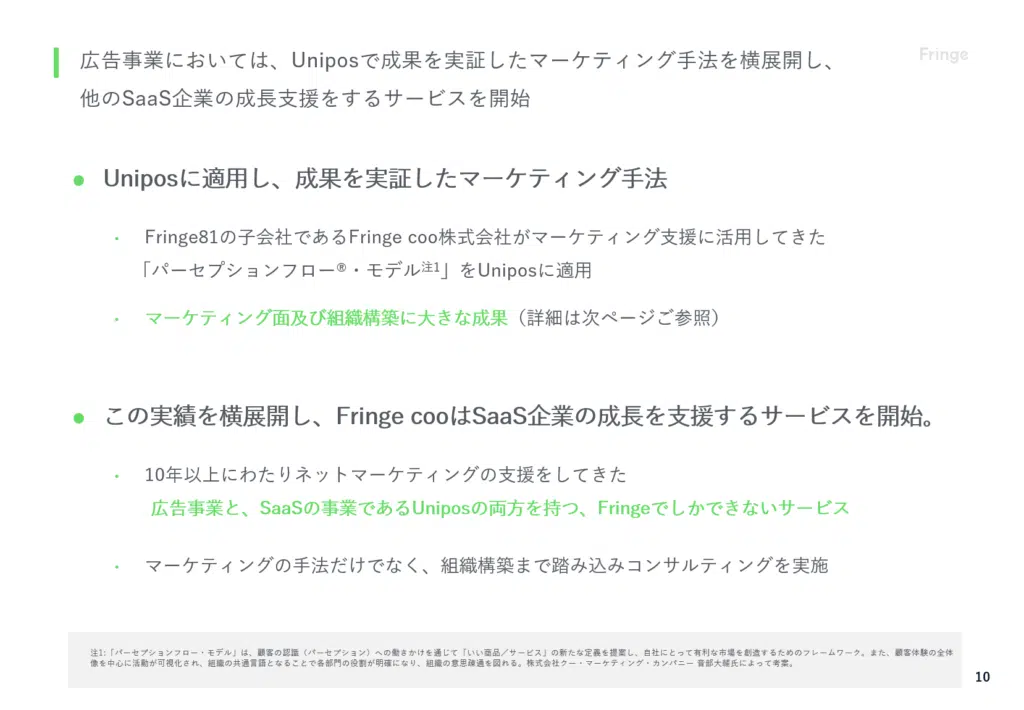 広告事業においては、Uniposで成果を実証したマーケティング手法を横展開し、
他のSaaS企業の成長支援をするサービスを開始
Fringe
● Uniposに適用し、成果を実証したマーケティング手法
・ Fringe81の子会社であるFringe coo株式会社がマーケティング支援に活用してきた
「パーセプションフロー®・モデル注1」をUniposに適用
・ マーケティング面及び組織構築に大きな成果（詳細は次ページご参照）
● この実績を横展開し、Fringe cooはSaaS企業の成長を支援するサービスを開始。
・ 10年以上にわたりネットマーケティングの支援をしてきた
広告事業と、SaaSの事業であるUniposの両方を持つ、Fringeでしかできないサービス
・ マーケティングの手法だけでなく、組織構築まで踏み込みコンサルティングを実施
注1:「パーセプションフロー・モデル」は、顧客の認識（パーセプション）への働きかけを通じて「いい商品／サービス」の新たな定義を提案し、自社にとって有利な市場を創造するためのフレームワーク。また、顧客体験の全体
像を中心に活動が可視化され、組織の共通言語となることで各部門の役割が明確になり、組織の意思疎通を図れる。株式会社クー・マーケティング・カンパニー 音部大輔氏によって考案。
10